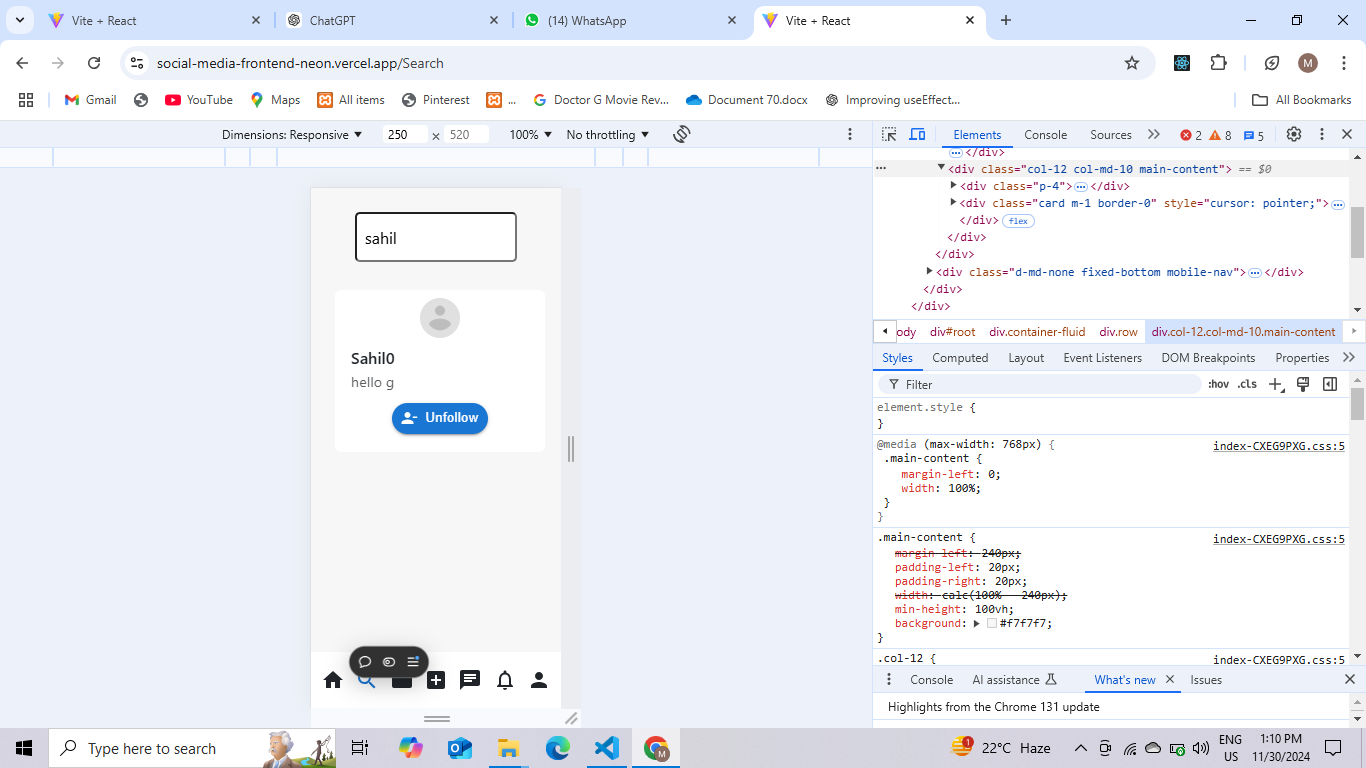 Vite + React
ChatGPT
(14) WhatsApp
Vite + React
social-media-frontend-neon.vercel.app/Search
M
Gmail
YouTube
Maps
All items
Pinterest
...
Doctor G Movie Rev...
Document 70.docx
Improving useEffect...
All Bookmarks
Dimensions: Responsive
250
×
520
100%
No throttling
Elements
Console
Sources
2
8
5
</div>
<div class="col-12 col-md-10 main-content"> == $0
<div class="p-4"> </div>
<div class="card m-1 border-0" style="cursor: pointer;">
</div> flex
</div>
</div>
<div class="d-md-none fixed-bottom mobile-nav"> </div>
</div>
</div>
ody div#root div.container-fluid div.row div.col-12.col-md-10.main-content
Styles Computed Layout Event Listeners DOM Breakpoints Properties
Filter
:hov .cls
element.style {
}
@media (max-width: 768px) {
index-CXEG9PXG.css:5
.main-content {
margin-left: 0;
width: 100%;
}
}
.main-content {
index-CXEG9PXG.css:5
margin-left: 240px;
padding-left: 20px;
padding-right: 20px;
width: calc(100% - 240px);
min-height: 100vh;
background: #f7f7f7;
}
.col-12 {
index-CXEG9PXG.css:5
Console AI assistance What's new Issues
Highlights from the Chrome 131 update
sahil
Sahil0
hello g
Unfollow
Type here to search
M
1
22°C Haze
ENG
US
1:10 PM
11/30/2024